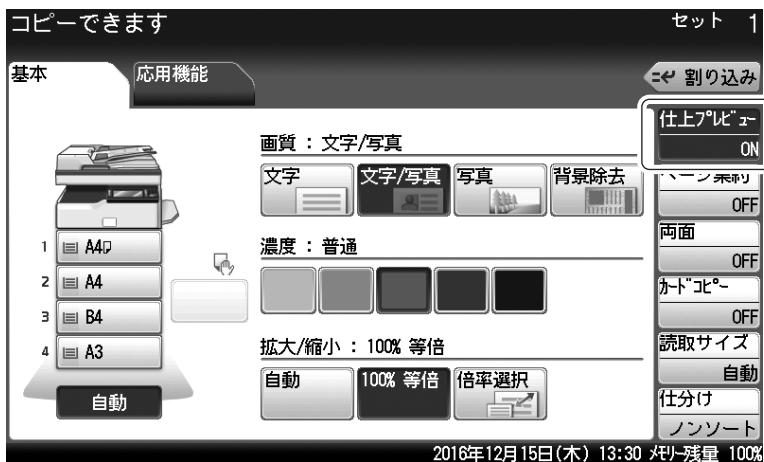 コピーできます
セット 1
基本
応用機能
割り込み
仕上プレビュー
ON
ページ集約
OFF
両面
OFF
カードコピー
OFF
読取サイズ
自動
仕分け
ノンソート
画質 : 文字/写真
文字
文字/写真
写真
背景除去
濃度 : 普通
拡大/縮小 : 100% 等倍
自動
100% 等倍
倍率選択
1 A4
2 A4
3 B4
4 A3
自動
2016年12月15日(木) 13:30 メモリー残量 100%